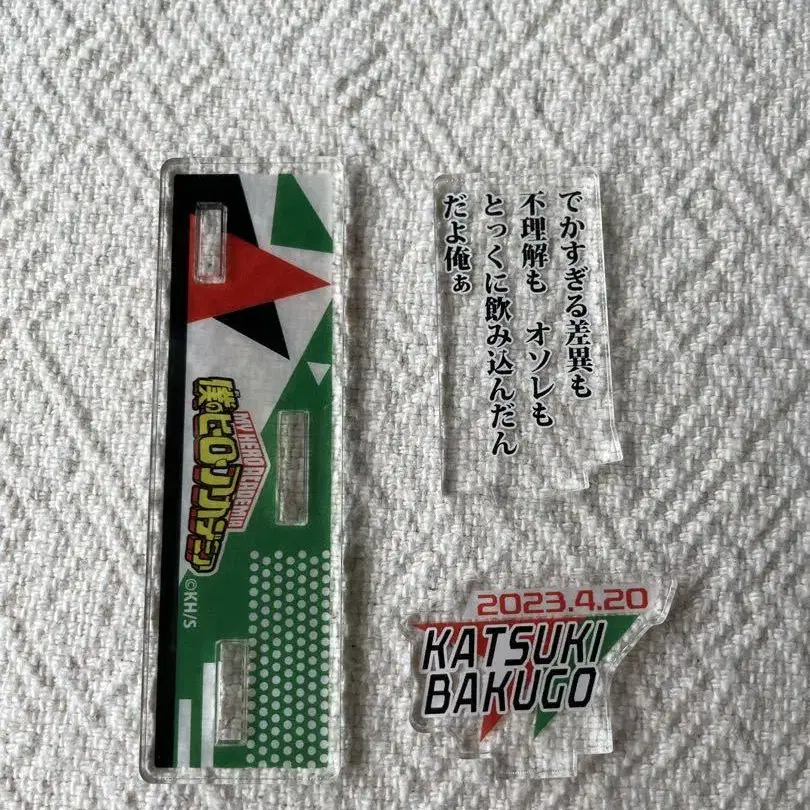 僕のヒーローアカデミア
MY HERO ACADEMIA
©KH/S
でかすぎる差異も
不理解も オソレも
とっくに飲み込んだん
だよ俺ぁ
2023.4.20
KATSUKI
BAKUGO